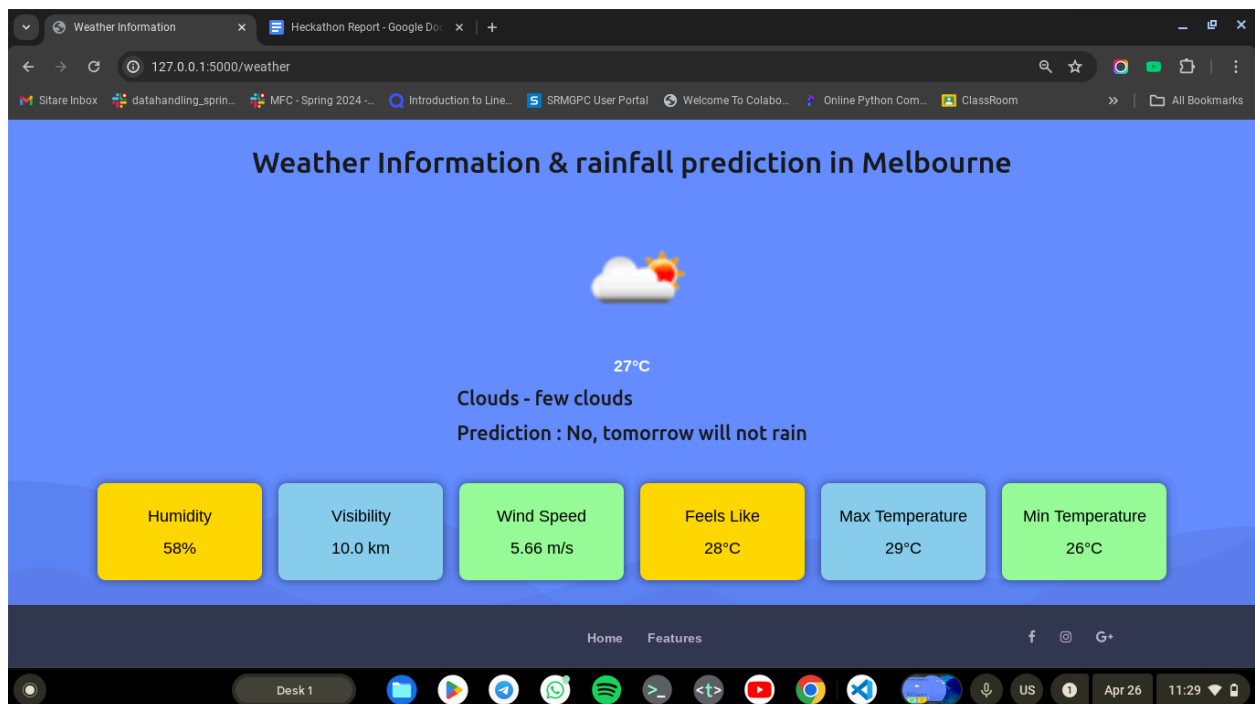 Weather Information
Heckathon Report - Google Doc
127.0.0.1:5000/weather
Sitare Inbox
datahandling_sprin...
MFC - Spring 2024 -...
Introduction to Line...
S
SRMGPC User Portal
Welcome To Colabo...
Online Python Com...
ClassRoom
All Bookmarks
Weather Information & rainfall prediction in Melbourne
27°C
Clouds - few clouds
Prediction : No, tomorrow will not rain
Humidity
58%
Visibility
10.0 km
Wind Speed
5.66 m/s
Feels Like
28°C
Max Temperature
29°C
Min Temperature
26°C
Home
Features
f
G+
Desk 1
>_
<t>
US
1
Apr 26
11:29